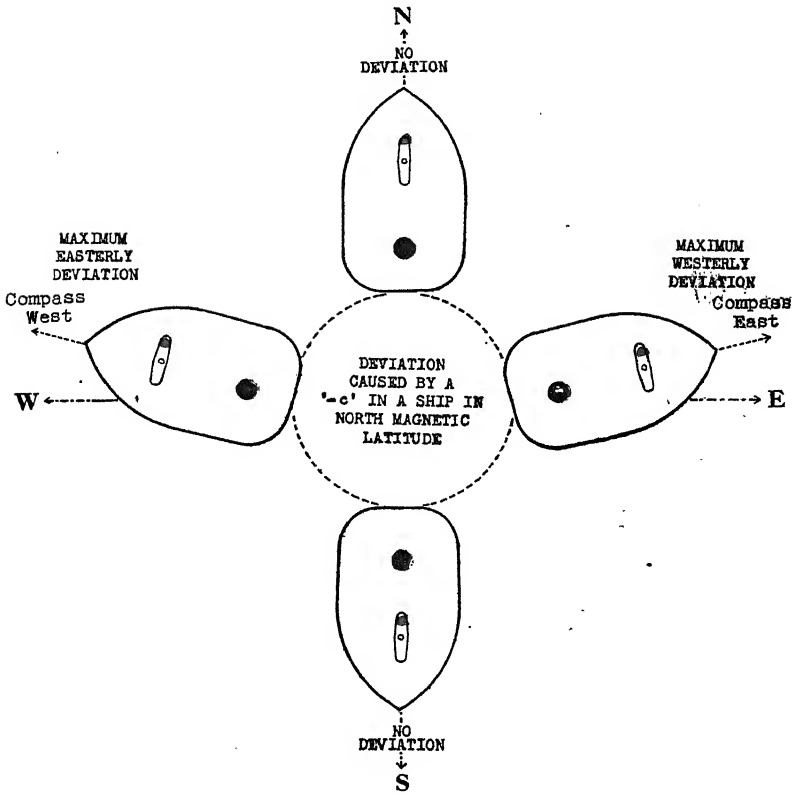 N
NO
DEVIATION
MAXIMUM
EASTERLY
DEVIATION
Compass
West
W
MAXIMUM
WESTERLY
DEVIATION
Compass
East
E
DEVIATION
CAUSED BY A
'-c' IN A SHIP IN
NORTH MAGNETIC
LATITUDE
NO
DEVIATION
S